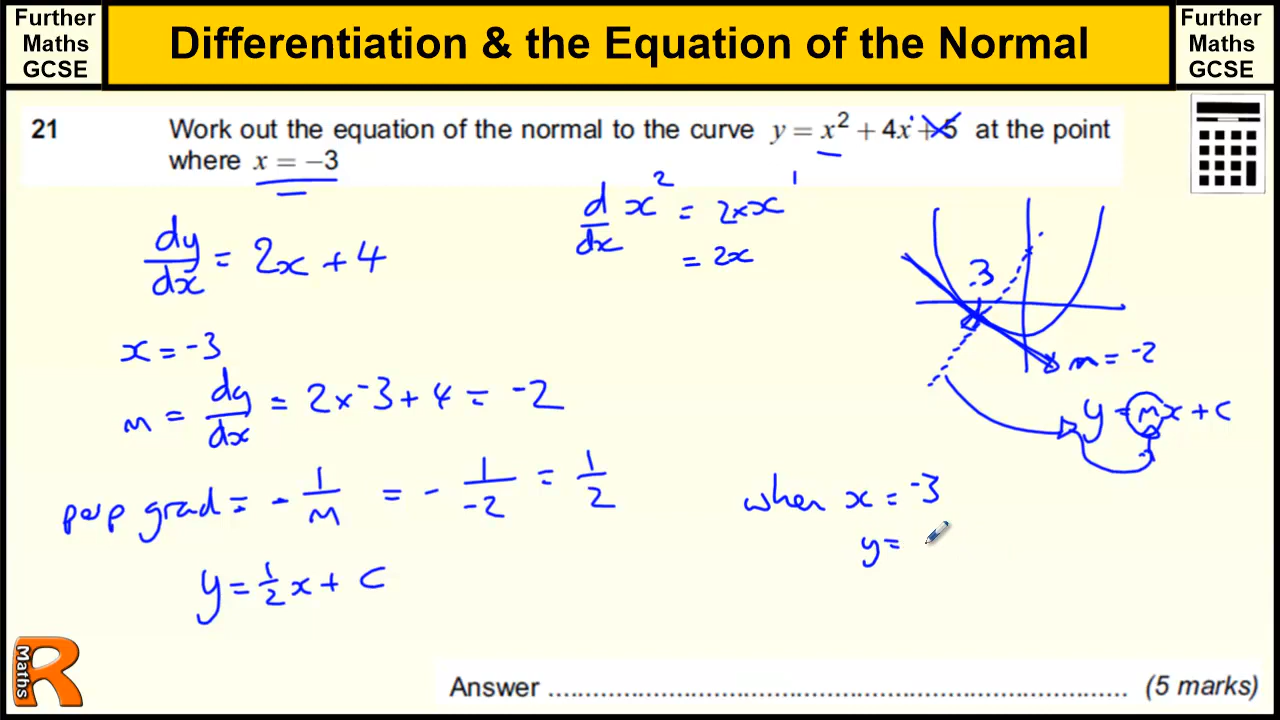 Further
Maths
GCSE
Differentiation & the Equation of the Normal
Further
Maths
GCSE
21 Work out the equation of the normal to the curve y = x² + 4x + 5 at the point
where x = −3
d/dx x² = 2×x¹
= 2x
dy/dx = 2x + 4
3
x = -3
m = -2
m = dy/dx = 2x-3 + 4 = -2
y = mx + c
perp grad = - 1/m = - 1/-2 = 1/2
when x = -3
y =
y = 1/2 x + c
R
Maths
Answer ........................................................................................ (5 marks)